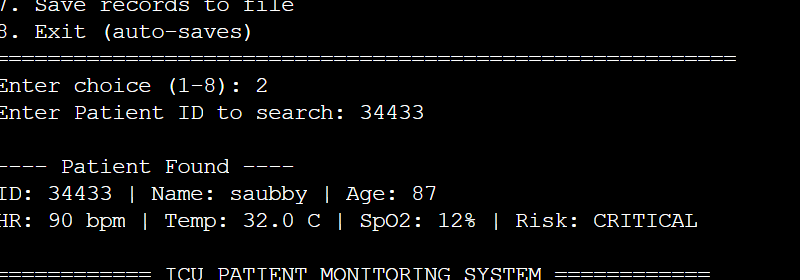 7. Save records to file
8. Exit (auto-saves)
=======================================================
Enter choice (1-8): 2
Enter Patient ID to search: 34433
---- Patient Found ----
ID: 34433 | Name: saubby | Age: 87
HR: 90 bpm | Temp: 32.0 C | SpO2: 12% | Risk: CRITICAL
============ ICU PATIENT MONITORING SYSTEM ============